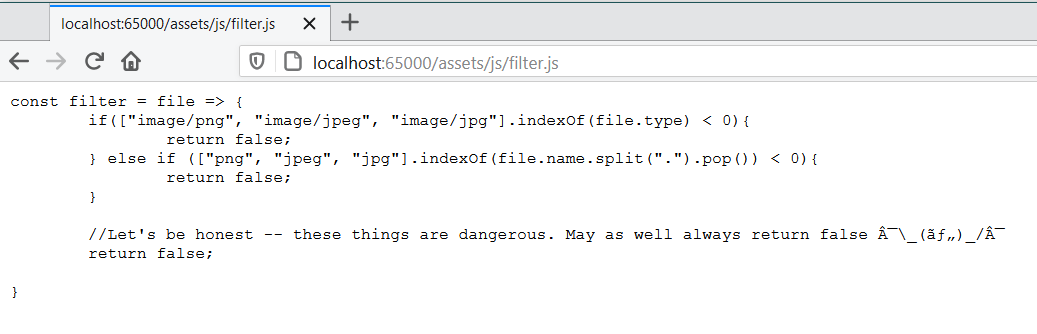 localhost:65000/assets/js/filter.js
localhost:65000/assets/js/filter.js
const filter = file => {
        if(["image/png", "image/jpeg", "image/jpg"].indexOf(file.type) < 0){
                return false;
        } else if (["png", "jpeg", "jpg"].indexOf(file.name.split(".").pop()) < 0){
                return false;
        }
        //Let's be honest -- these things are dangerous. May as well always return false Â¯\_(ãƒ„)_/Â¯
        return false;
}